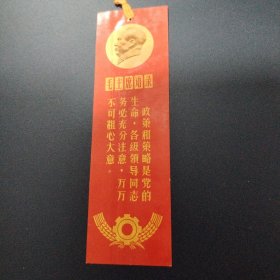 毛主席语录
政策和策略是党的
生命，各级领导同志
务必充分注意，万万
不可粗心大意。